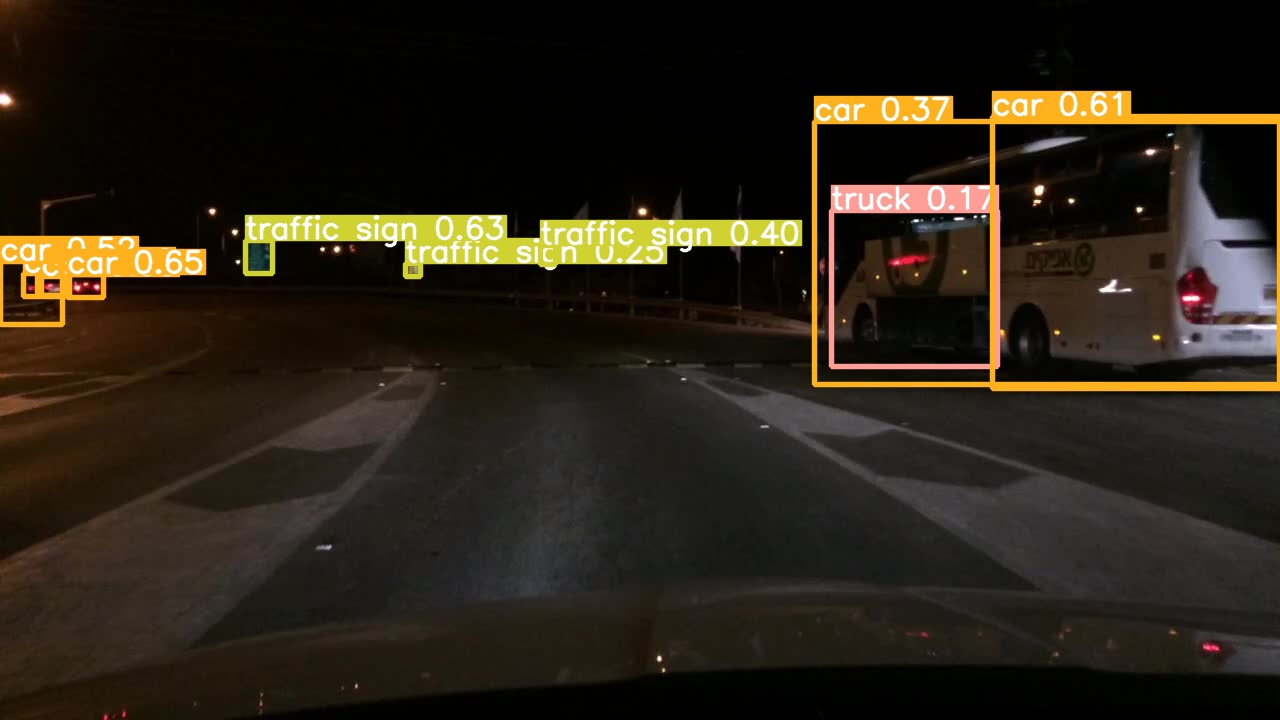 car 0.37
car 0.61
truck 0.17
traffic sign 0.63
traffic sign 0.40
traffic sign 0.25
car 0.52
car 0.65
אפיקים